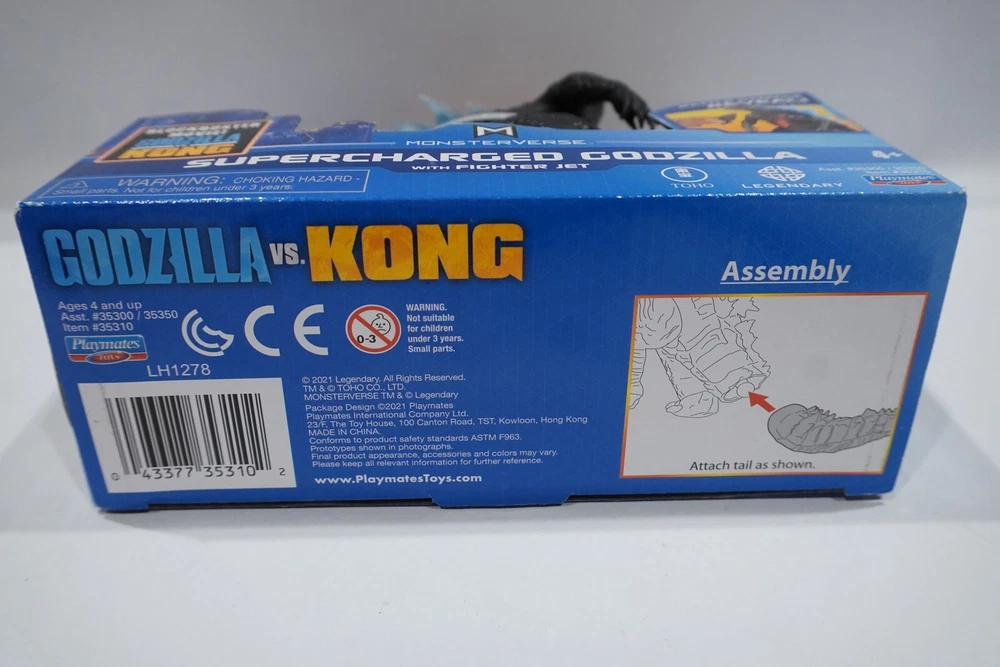 GODZILLA
KONG
M
MONSTERVERSE
SUPERCHARGED GODZILLA
WITH FIGHTER JET
WARNING: CHOKING HAZARD -
Small parts. Not for children under 3 years.
TOHO
LEGENDARY
4+
Playmates
GODZILLA VS. KONG
Ages 4 and up
Asst. #35300 / 35350
Item #35310
Playmates
TOYS
LH1278
CE
0-3
WARNING.
Not suitable
for children
under 3 years.
Small parts.
© 2021 Legendary. All Rights Reserved.
TM & © TOHO CO., LTD.
MONSTERVERSE TM & © Legendary
Package Design ©2021 Playmates
Playmates International Company Ltd.
23/F, The Toy House, 100 Canton Road, TST, Kowloon, Hong Kong
MADE IN CHINA.
Conforms to product safety standards ASTM F963.
Prototypes shown in photographs.
Final product appearance, accessories and colors may vary.
Please keep all relevant information for further reference.
www.PlaymatesToys.com
0 43377 35310 2
Assembly
Attach tail as shown.